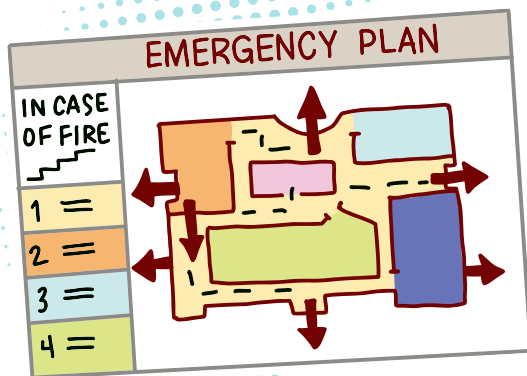 EMERGENCY PLAN
IN CASE
OF FIRE
1 =
2 =
3 =
4 =